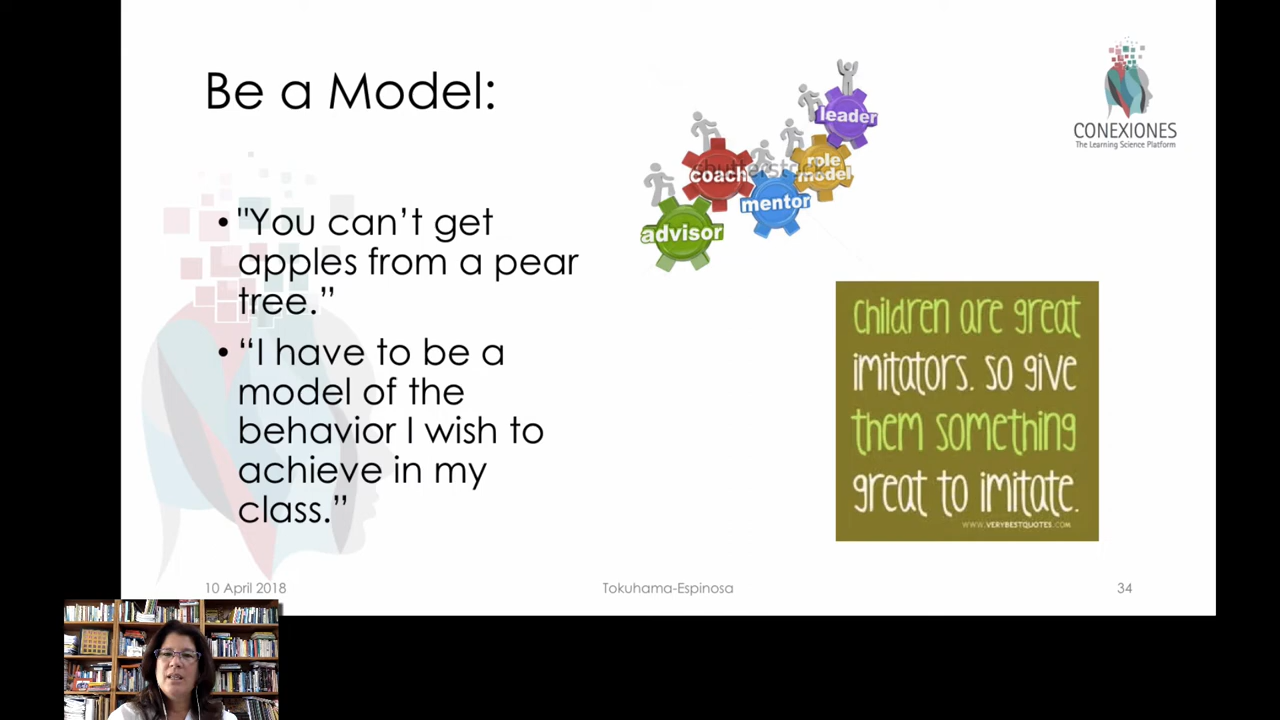 Be a Model:
CONEXIONES
The Learning Science Platform
leader
role
model
coach
shutterstock
mentor
advisor
• "You can’t get
apples from a pear
tree.”
• “I have to be a
model of the
behavior I wish to
achieve in my
class.”
children are great
imitators. so give
them something
great to imitate.
WWW.VERYBESTQUOTES.COM
10 April 2018
Tokuhama-Espinosa
34